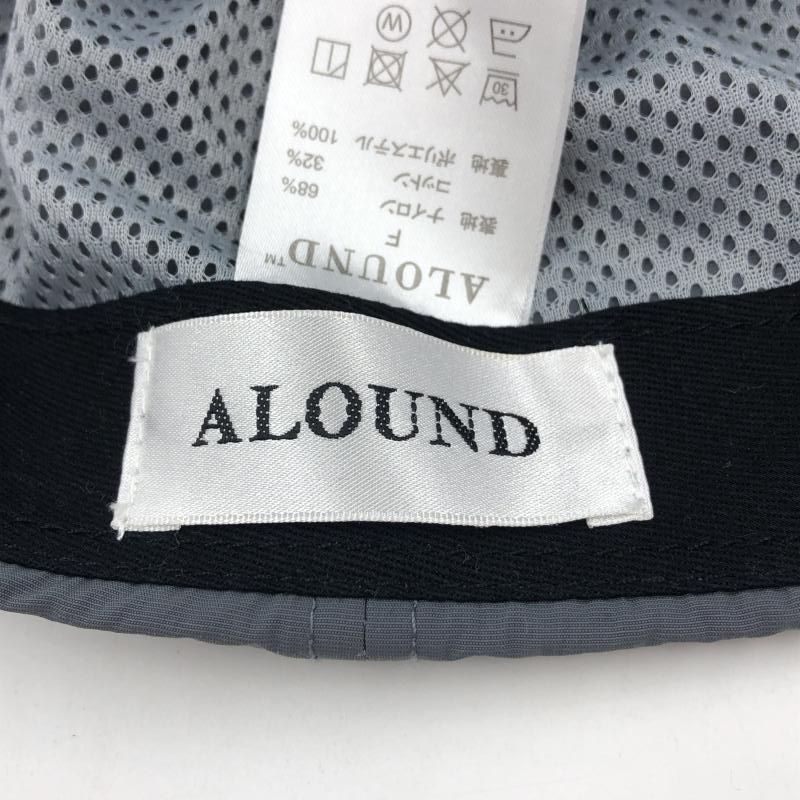 ALOUND
ALOUND™
F
表地 ナイロン 68%
コットン 32%
裏地 ポリエステル 100%
30
W